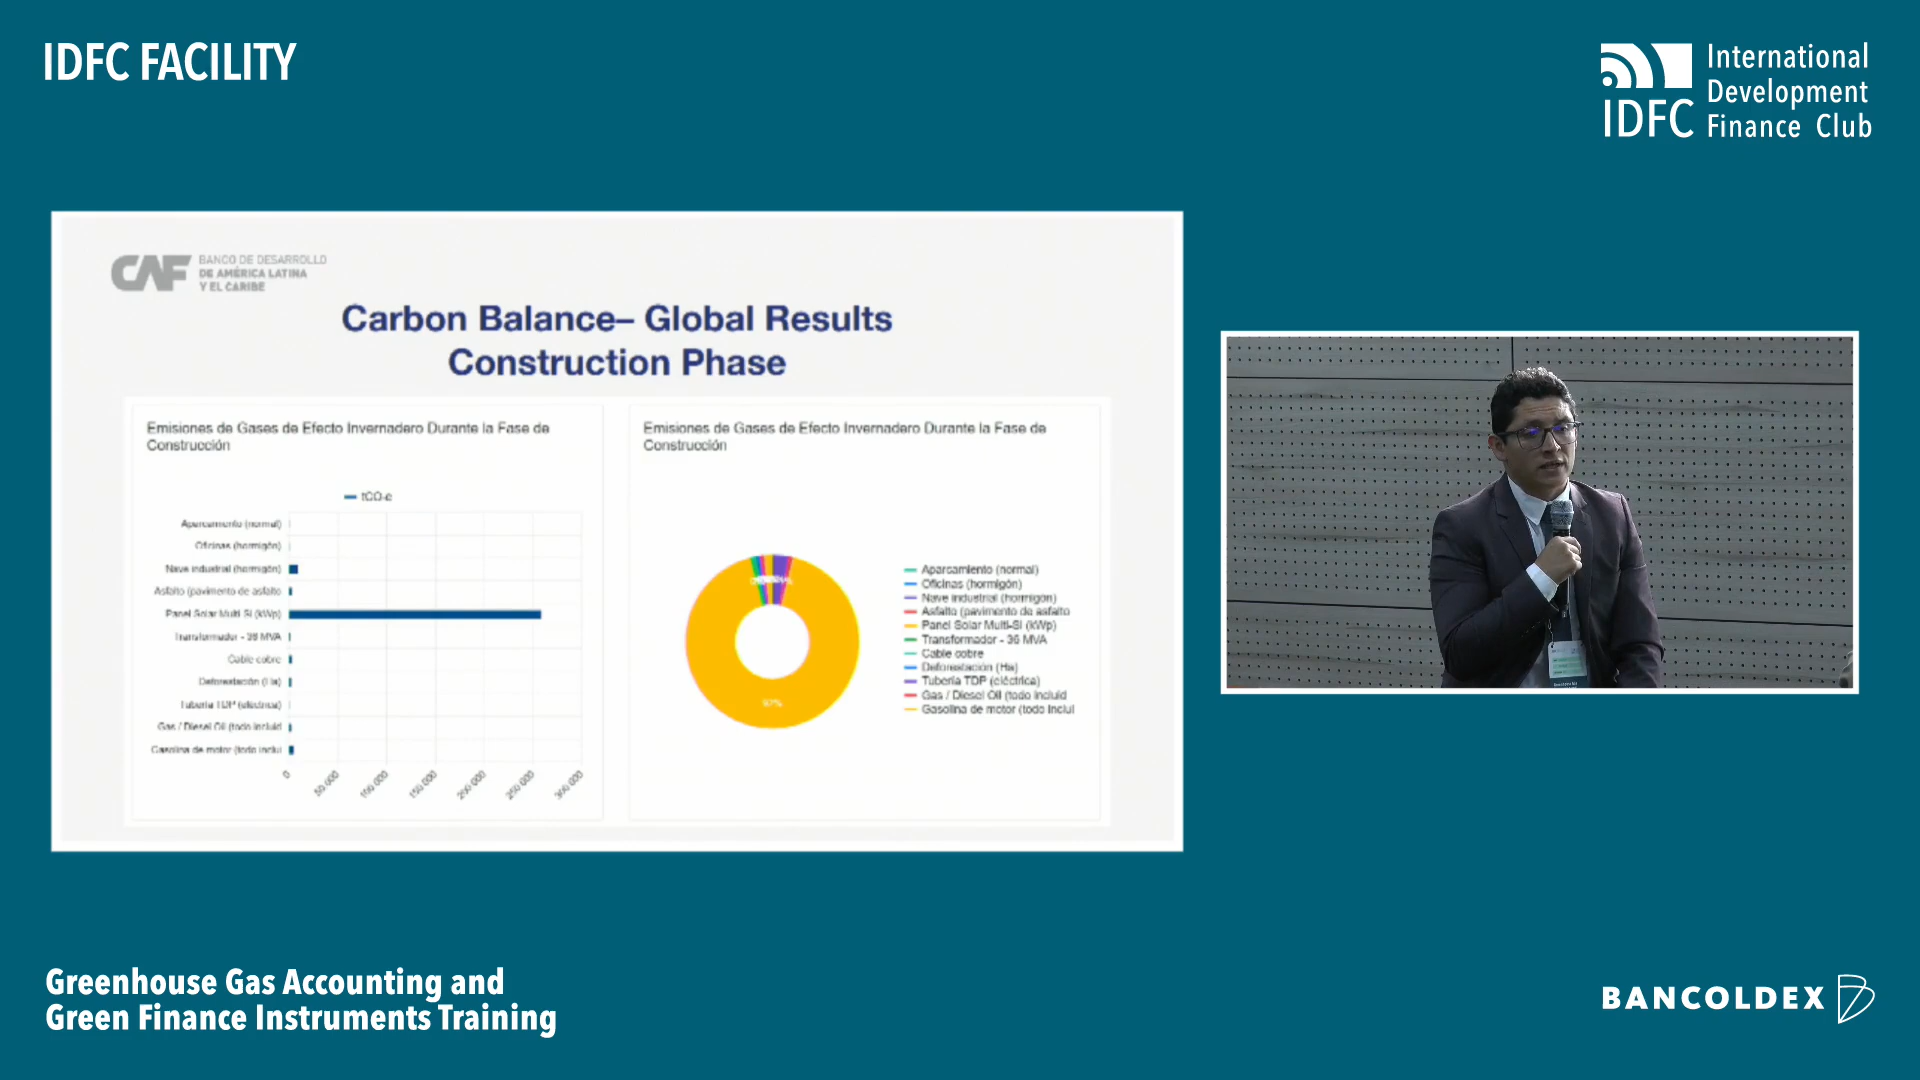 IDFC FACILITY
IDFC
International
Development
Finance Club
CAF
BANCO DE DESARROLLO
DE AMÉRICA LATINA
Y EL CARIBE
Carbon Balance– Global Results
Construction Phase
Emisiones de Gases de Efecto Invernadero Durante la Fase de
Construcción
Aparcamiento (normal)
Oficinas (hormigón)
Nave industrial (hormigón)
Asfalto (pavimento de asfalto
Panel Solar Multi-Si (kWp)
Transformador - 36 MVA
Cable cobre
Deforestación (Ha)
Tubería TDP (eléctrica)
Gas / Diesel Oil (todo incluid
Gasolina de motor (todo inclui
0
50 000
100 000
150 000
200 000
250 000
300 000
Emisiones de Gases de Efecto Invernadero Durante la Fase de
Construcción
97%
Aparcamiento (normal)
Oficinas (hormigón)
Nave industrial (hormigón)
Asfalto (pavimento de asfalto
Panel Solar Multi-Si (kWp)
Transformador - 36 MVA
Cable cobre
Deforestación (Ha)
Tubería TDP (eléctrica)
Gas / Diesel Oil (todo incluid
Gasolina de motor (todo inclui
Greenhouse Gas Accounting and
Green Finance Instruments Training
BANCOLDEX